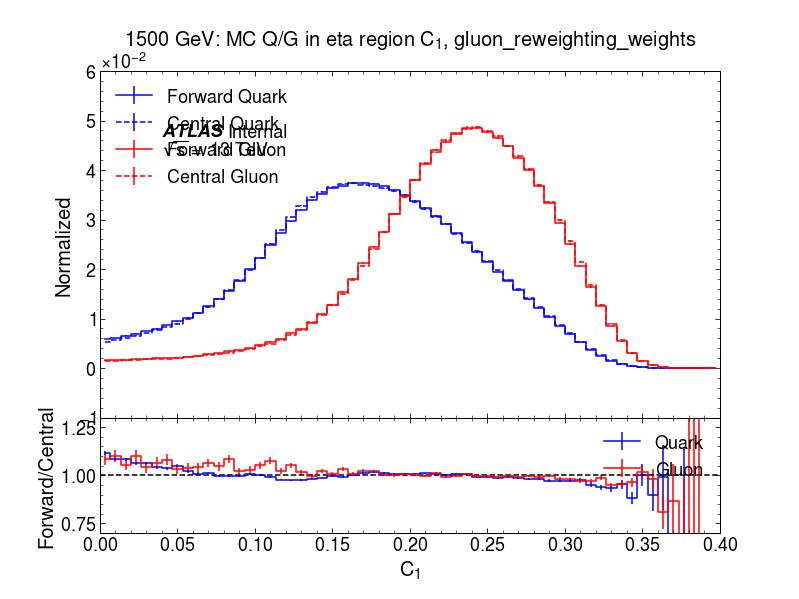 1500 GeV: MC Q/G in eta region C₁, gluon_reweighting_weights
×10⁻²
6
5
4
3
2
1
0
−1
Normalized
Forward Quark
Central Quark
ATLAS Internal
√s = 13 TeV
Forward Gluon
Central Gluon
1.25
1.00
0.75
Forward/Central
Quark
Gluon
0.00 0.05 0.10 0.15 0.20 0.25 0.30 0.35 0.40
C₁